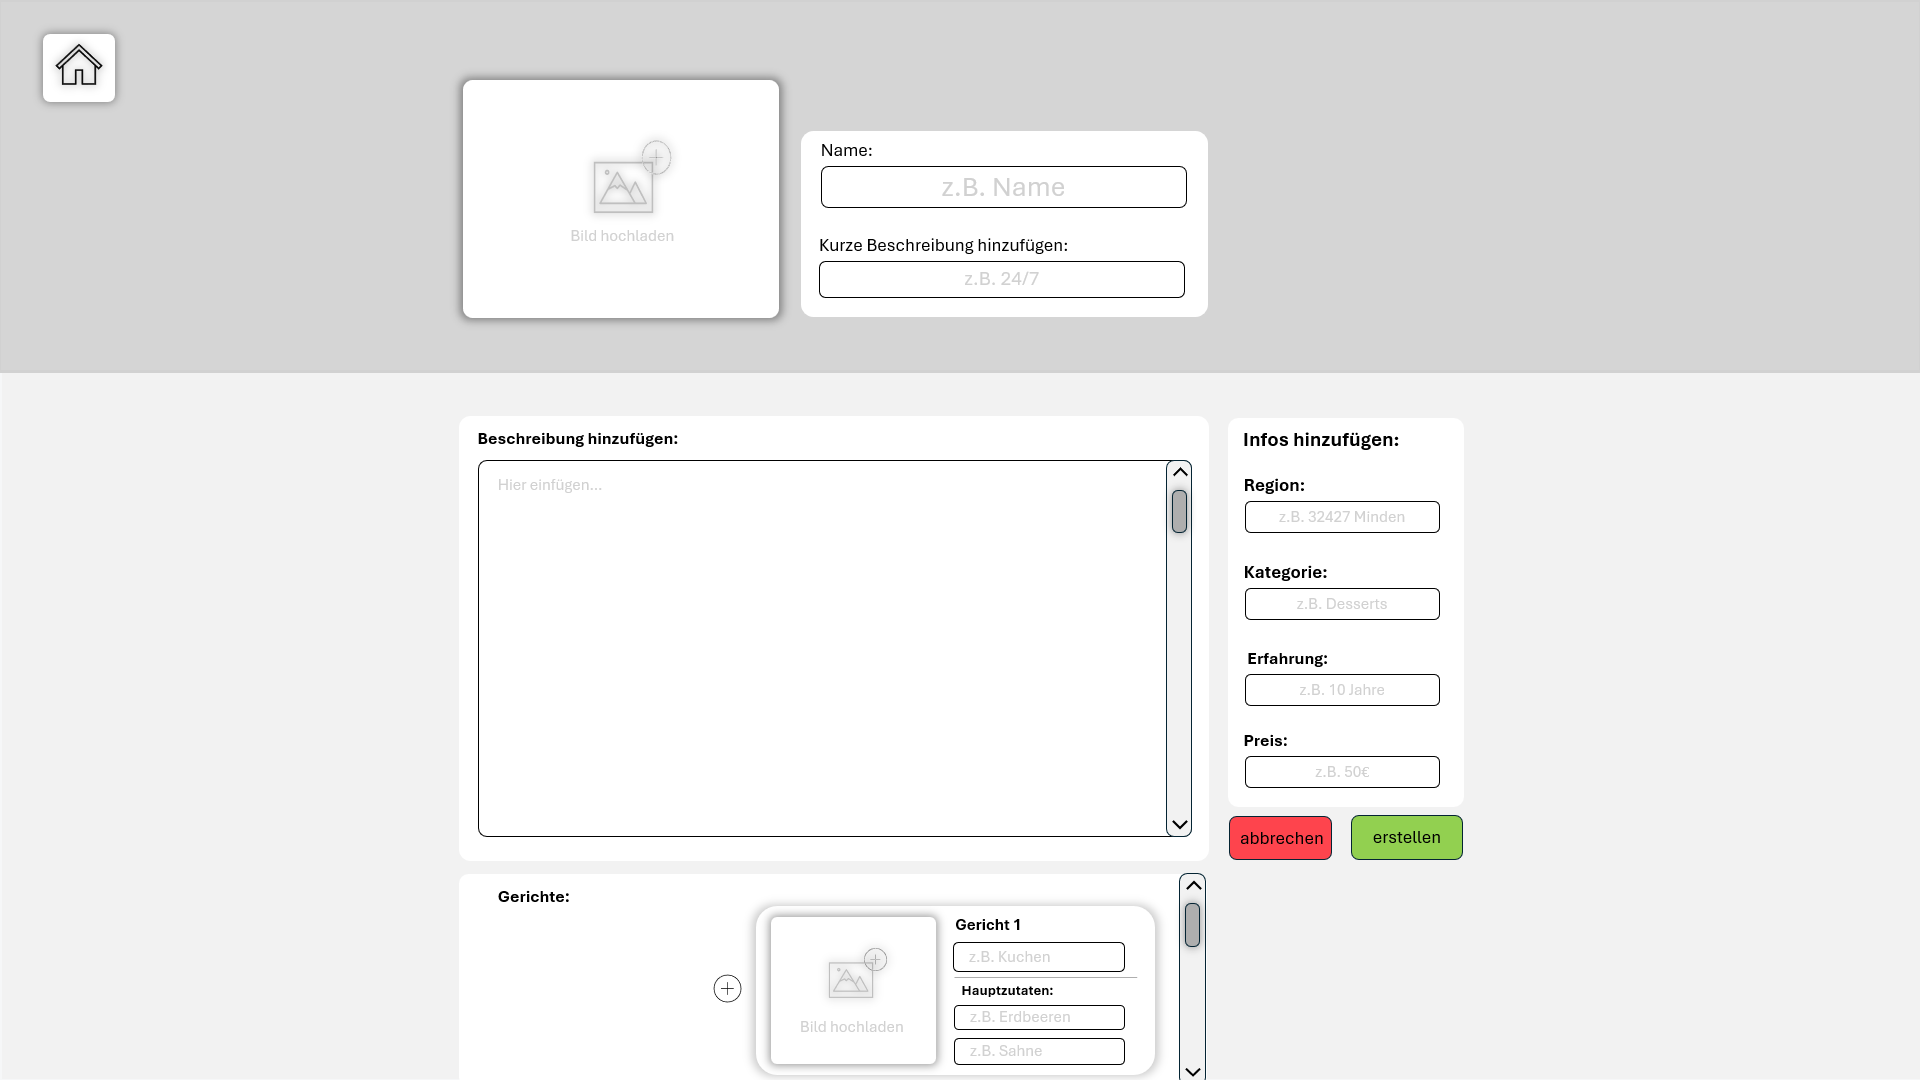 Bild hochladen
Name:
z.B. Name
Kurze Beschreibung hinzufügen:
z.B. 24/7
Beschreibung hinzufügen:
Hier einfügen...
Infos hinzufügen:
Region:
z.B. 32427 Minden
Kategorie:
z.B. Desserts
Erfahrung:
z.B. 10 Jahre
Preis:
z.B. 50€
abbrechen
erstellen
Gerichte:
Bild hochladen
Gericht 1
z.B. Kuchen
Hauptzutaten:
z.B. Erdbeeren
z.B. Sahne